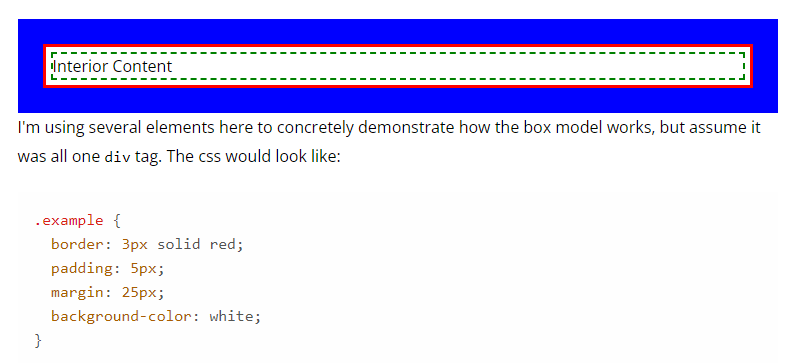 Interior Content
I'm using several elements here to concretely demonstrate how the box model works, but assume it
was all one div tag. The css would look like:
.example {
  border: 3px solid red;
  padding: 5px;
  margin: 25px;
  background-color: white;
}